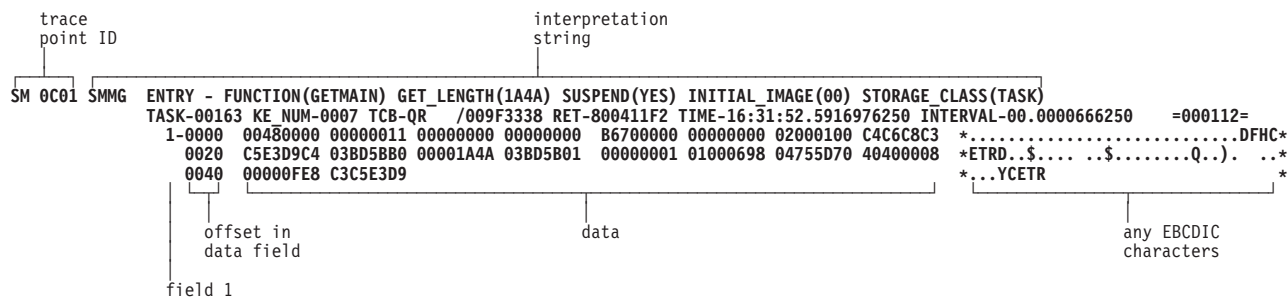 trace
point ID
interpretation
string
SM 0C01 SMMG ENTRY - FUNCTION(GETMAIN) GET_LENGTH(1A4A) SUSPEND(YES) INITIAL_IMAGE(00) STORAGE_CLASS(TASK)
TASK-00163 KE_NUM-0007 TCB-QR /009F3338 RET-800411F2 TIME-16:31:52.5916976250 INTERVAL-00.0000666250 =000112=
1-0000 00480000 00000011 00000000 00000000 B6700000 00000000 02000100 C4C6C8C3 *............................DFHC*
0020 C5E3D9C4 03BD5BB0 00001A4A 03BD5B01 00000001 01000698 04755D70 40400008 *ETRD..$.... ..$........Q..). ..*
0040 00000FE8 C3C5E3D9 *...YCETR *
offset in
data field
data
any EBCDIC
characters
field 1